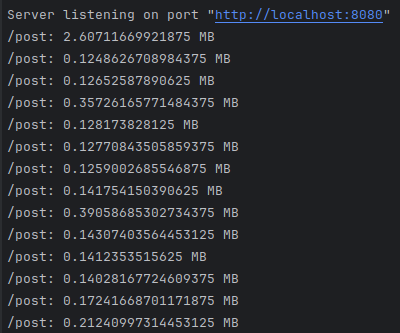 Server listening on port "http://localhost:8080"
/post: 2.60711669921875 MB
/post: 0.1248626708984375 MB
/post: 0.12652587890625 MB
/post: 0.35726165771484375 MB
/post: 0.128173828125 MB
/post: 0.12770843505859375 MB
/post: 0.1259002685546875 MB
/post: 0.141754150390625 MB
/post: 0.39058685302734375 MB
/post: 0.14307403564453125 MB
/post: 0.1412353515625 MB
/post: 0.14028167724609375 MB
/post: 0.17241668701171875 MB
/post: 0.21240997314453125 MB